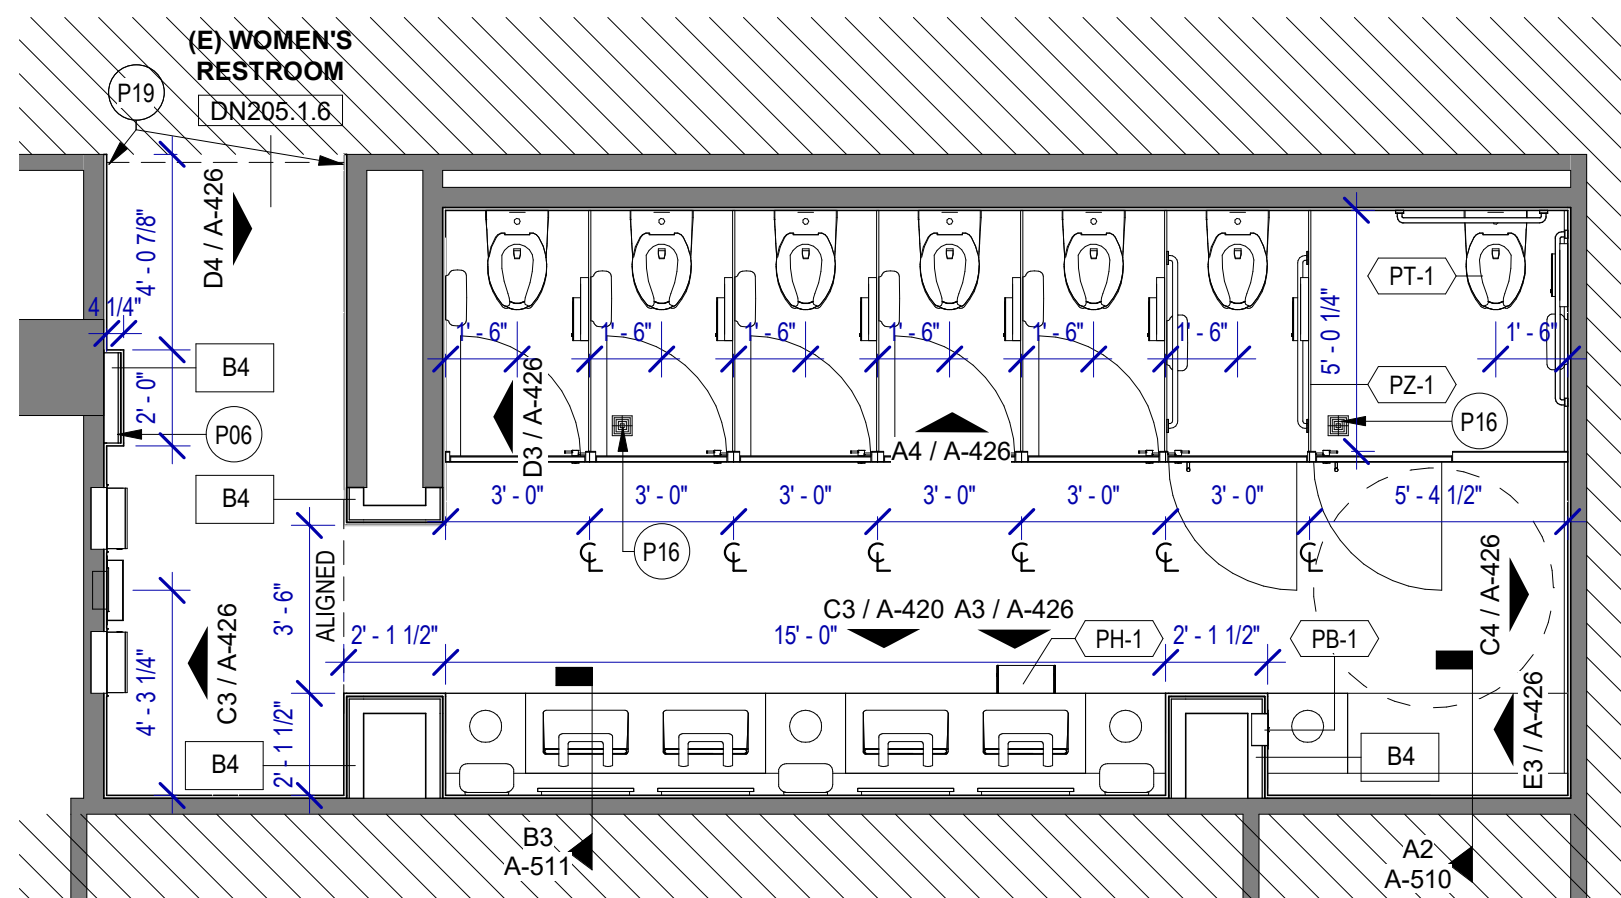 (E) WOMEN'S
RESTROOM
DN205.1.6
P19
D4 / A-426
4' - 0 7/8"
4 1/4"
B4
2' - 0"
P06
B4
1' - 6"
1' - 6"
1' - 6"
1' - 6"
1' - 6"
1' - 6"
1' - 6"
PT-1
5' - 0 1/4"
PZ-1
P16
D3 / A-426
A4 / A-426
3' - 0"
3' - 0"
3' - 0"
3' - 0"
3' - 0"
3' - 0"
5' - 4 1/2"
P16
℄
℄
℄
℄
℄
℄
ALIGNED
3' - 6"
C3 / A-426
4' - 3 1/4"
2' - 1 1/2"
15' - 0"
C3 / A-420
A3 / A-426
PH-1
2' - 1 1/2"
PB-1
C4 / A-426
E3 / A-426
2' - 1 1/2"
B4
B4
B3
A-511
A2
A-510